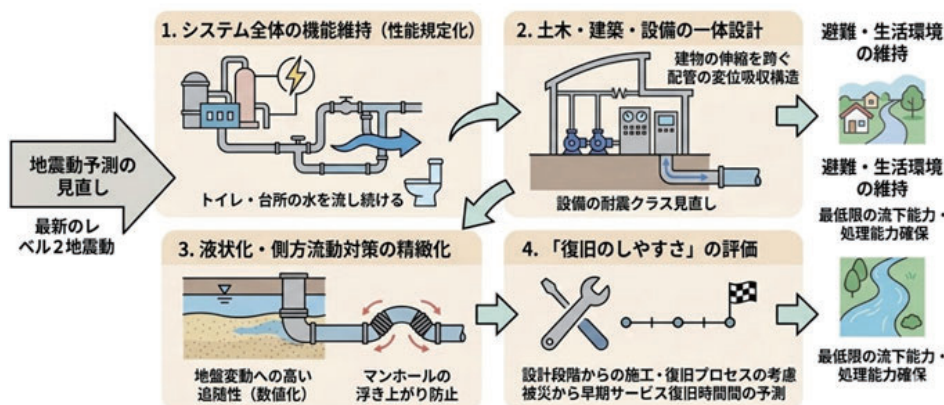 地震動予測の
見直し
最新のレ
ベル2地震動
1. システム全体の機能維持（性能規定化）
トイレ・台所の水を流し続ける
2. 土木・建築・設備の一体設計
建物の伸縮を跨ぐ
配管の変位吸収構造
設備の耐震クラス見直し
3. 液状化・側方流動対策の精緻化
地盤変動への高い
追随性（数値化）
マンホールの
浮き上がり防止
4. 「復旧のしやすさ」の評価
設計段階からの施工・復旧プロセスの考慮
被災から早期サービス復旧時間間の予測
避難・生活環境
の維持
避難・生活環境
の維持
最低限の流下能力・
処理能力確保
最低限の流下能力・
処理能力確保